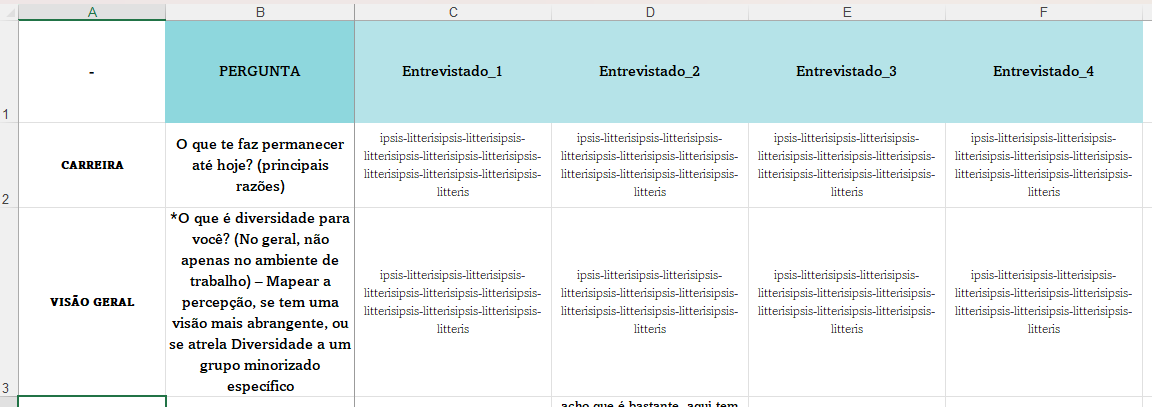 A B C D E F
1 - PERGUNTA Entrevistado_1 Entrevistado_2 Entrevistado_3 Entrevistado_4
2
CARREIRA
O que te faz permanecer
até hoje? (principais
razões)
ipsis-litterisipsis-litterisipsis-
litterisipsis-litterisipsis-litterisipsis-
litterisipsis-litterisipsis-litterisipsis-
litteris
ipsis-litterisipsis-litterisipsis-
litterisipsis-litterisipsis-litterisipsis-
litterisipsis-litterisipsis-litterisipsis-
litteris
ipsis-litterisipsis-litterisipsis-
litterisipsis-litterisipsis-litterisipsis-
litterisipsis-litterisipsis-litterisipsis-
litteris
ipsis-litterisipsis-litterisipsis-
litterisipsis-litterisipsis-litterisipsis-
litterisipsis-litterisipsis-litterisipsis-
litteris
3
VISÃO GERAL
*O que é diversidade para
você? (No geral, não
apenas no ambiente de
trabalho) – Mapear a
percepção, se tem uma
visão mais abrangente, ou
se atrela Diversidade a um
grupo minorizado
específico
ipsis-litterisipsis-litterisipsis-
litterisipsis-litterisipsis-litterisipsis-
litterisipsis-litterisipsis-litterisipsis-
litteris
ipsis-litterisipsis-litterisipsis-
litterisipsis-litterisipsis-litterisipsis-
litterisipsis-litterisipsis-litterisipsis-
litteris
ipsis-litterisipsis-litterisipsis-
litterisipsis-litterisipsis-litterisipsis-
litterisipsis-litterisipsis-litterisipsis-
litteris
ipsis-litterisipsis-litterisipsis-
litterisipsis-litterisipsis-litterisipsis-
litterisipsis-litterisipsis-litterisipsis-
litteris
acho que é bastante, aqui tem